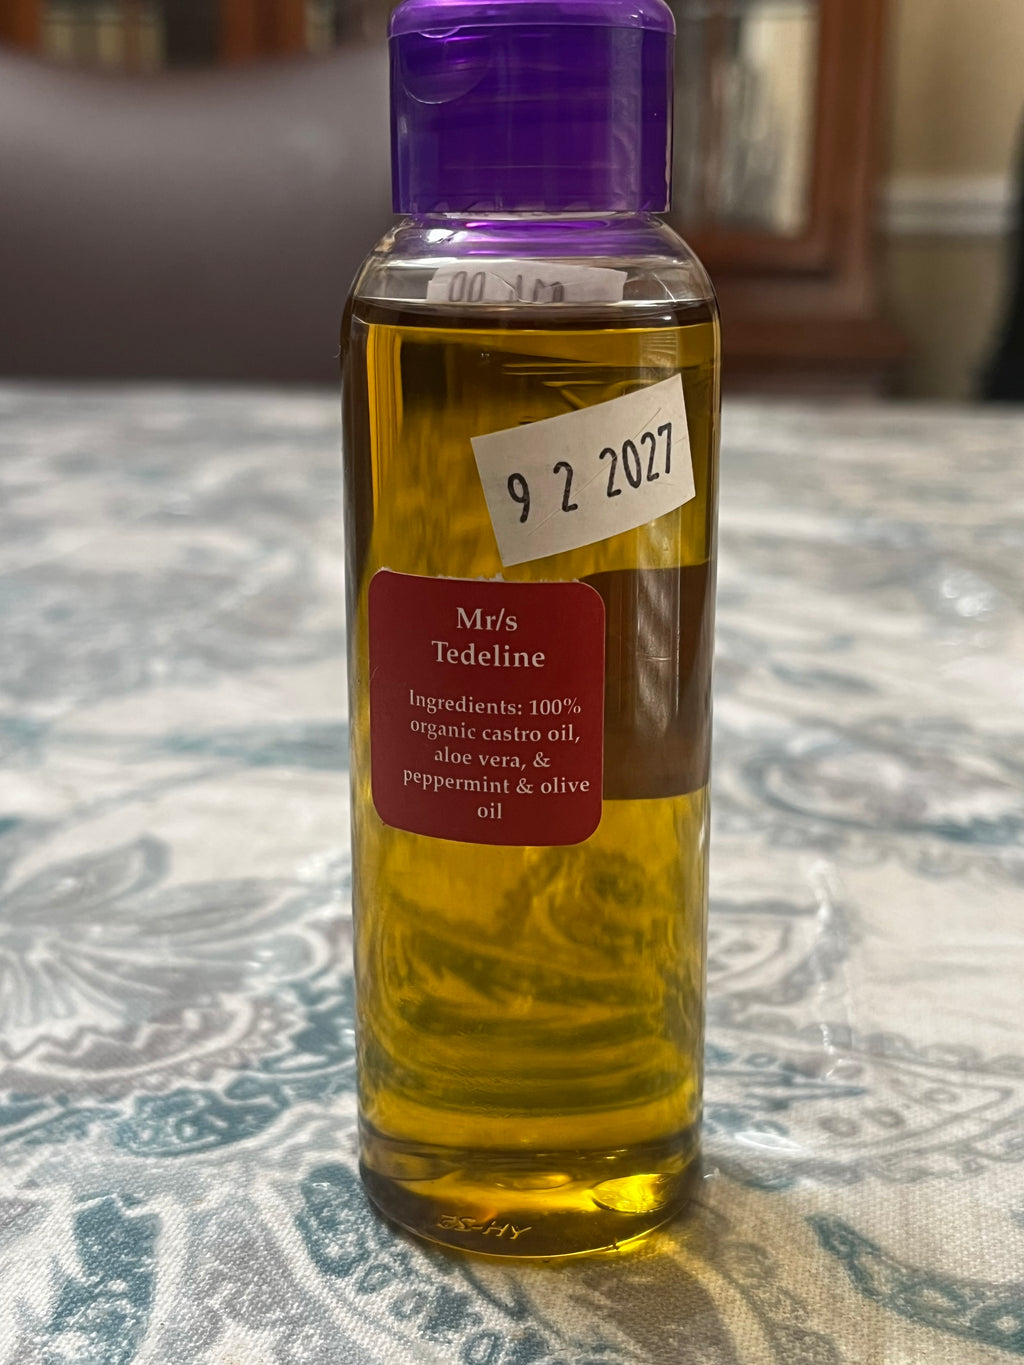 9 2 2027
Mr/s
Tedeline
Ingredients: 100%
organic castro oil,
aloe vera, &
peppermint & olive
oil